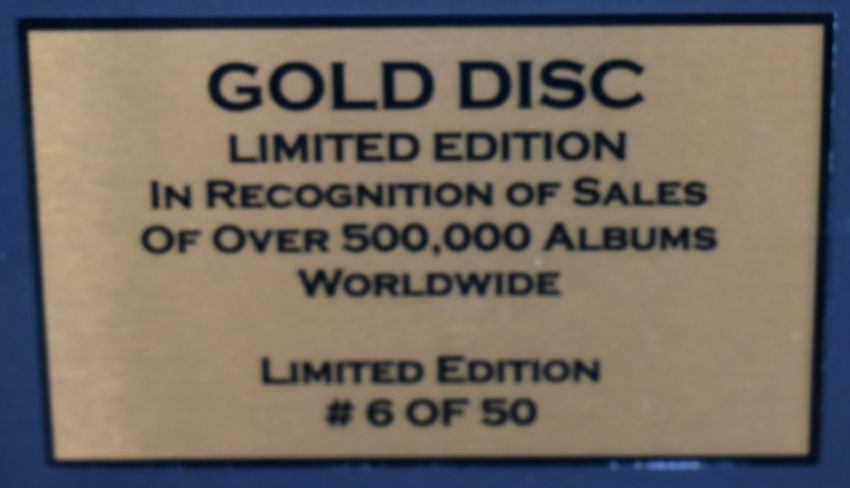 GOLD DISC
LIMITED EDITION
IN RECOGNITION OF SALES
OF OVER 500,000 ALBUMS
WORLDWIDE
LIMITED EDITION
# 6 OF 50